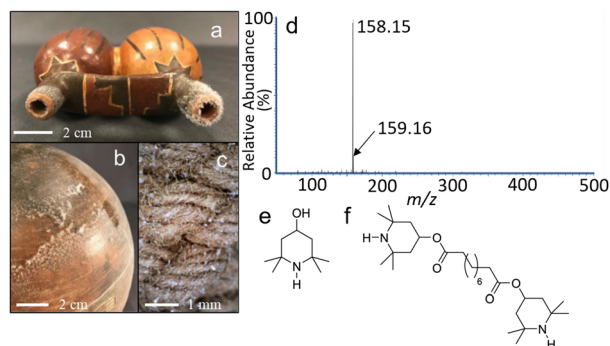 a
2 cm
b
2 cm
c
1 mm
d
Relative Abundance
(%)
100
0
158.15
159.16
100 200 300 400 500
m/z
e
OH
N
H
f
H-N
O
O
6
O
O
N
H